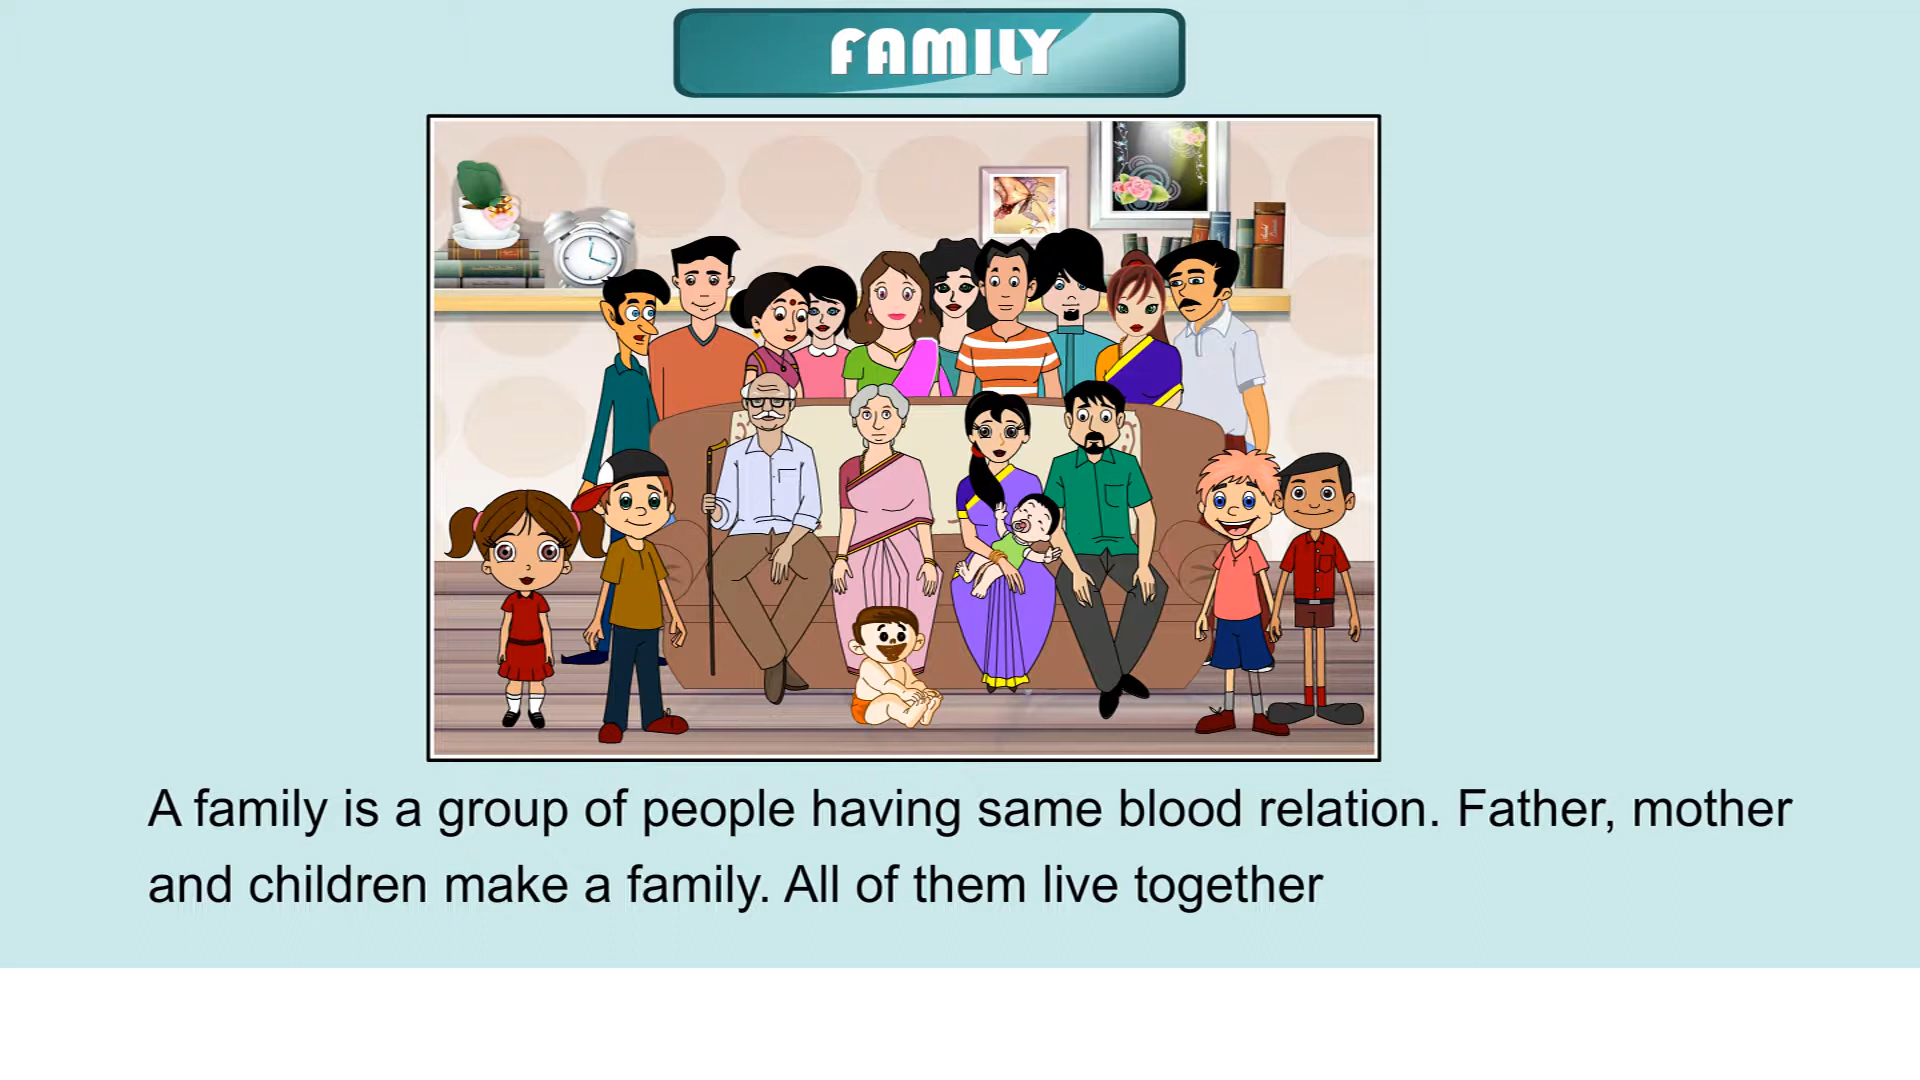 FAMILY
A family is a group of people having same blood relation. Father, mother
and children make a family. All of them live together